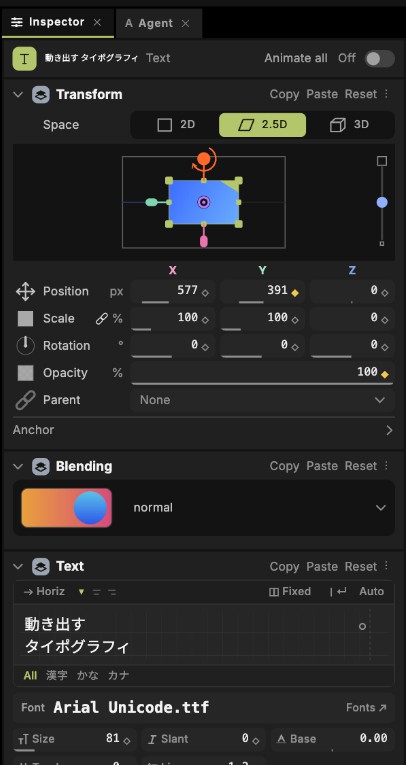 Inspector ×
A Agent ×
T 動き出す タイポグラフィ Text Animate all Off
Transform Copy Paste Reset
Space 2D 2.5D 3D
X Y Z
Position px 577 391 0
Scale % 100 100 0
Rotation ° 0 0 0
Opacity % 100
Parent None
Anchor
Blending Copy Paste Reset
normal
Text Copy Paste Reset
→ Horiz Fixed Auto
動き出す
タイポグラフィ
All 漢字 かな カナ
Font Arial Unicode.ttf Fonts ↗
Size 81 Slant 0 Base 0.00